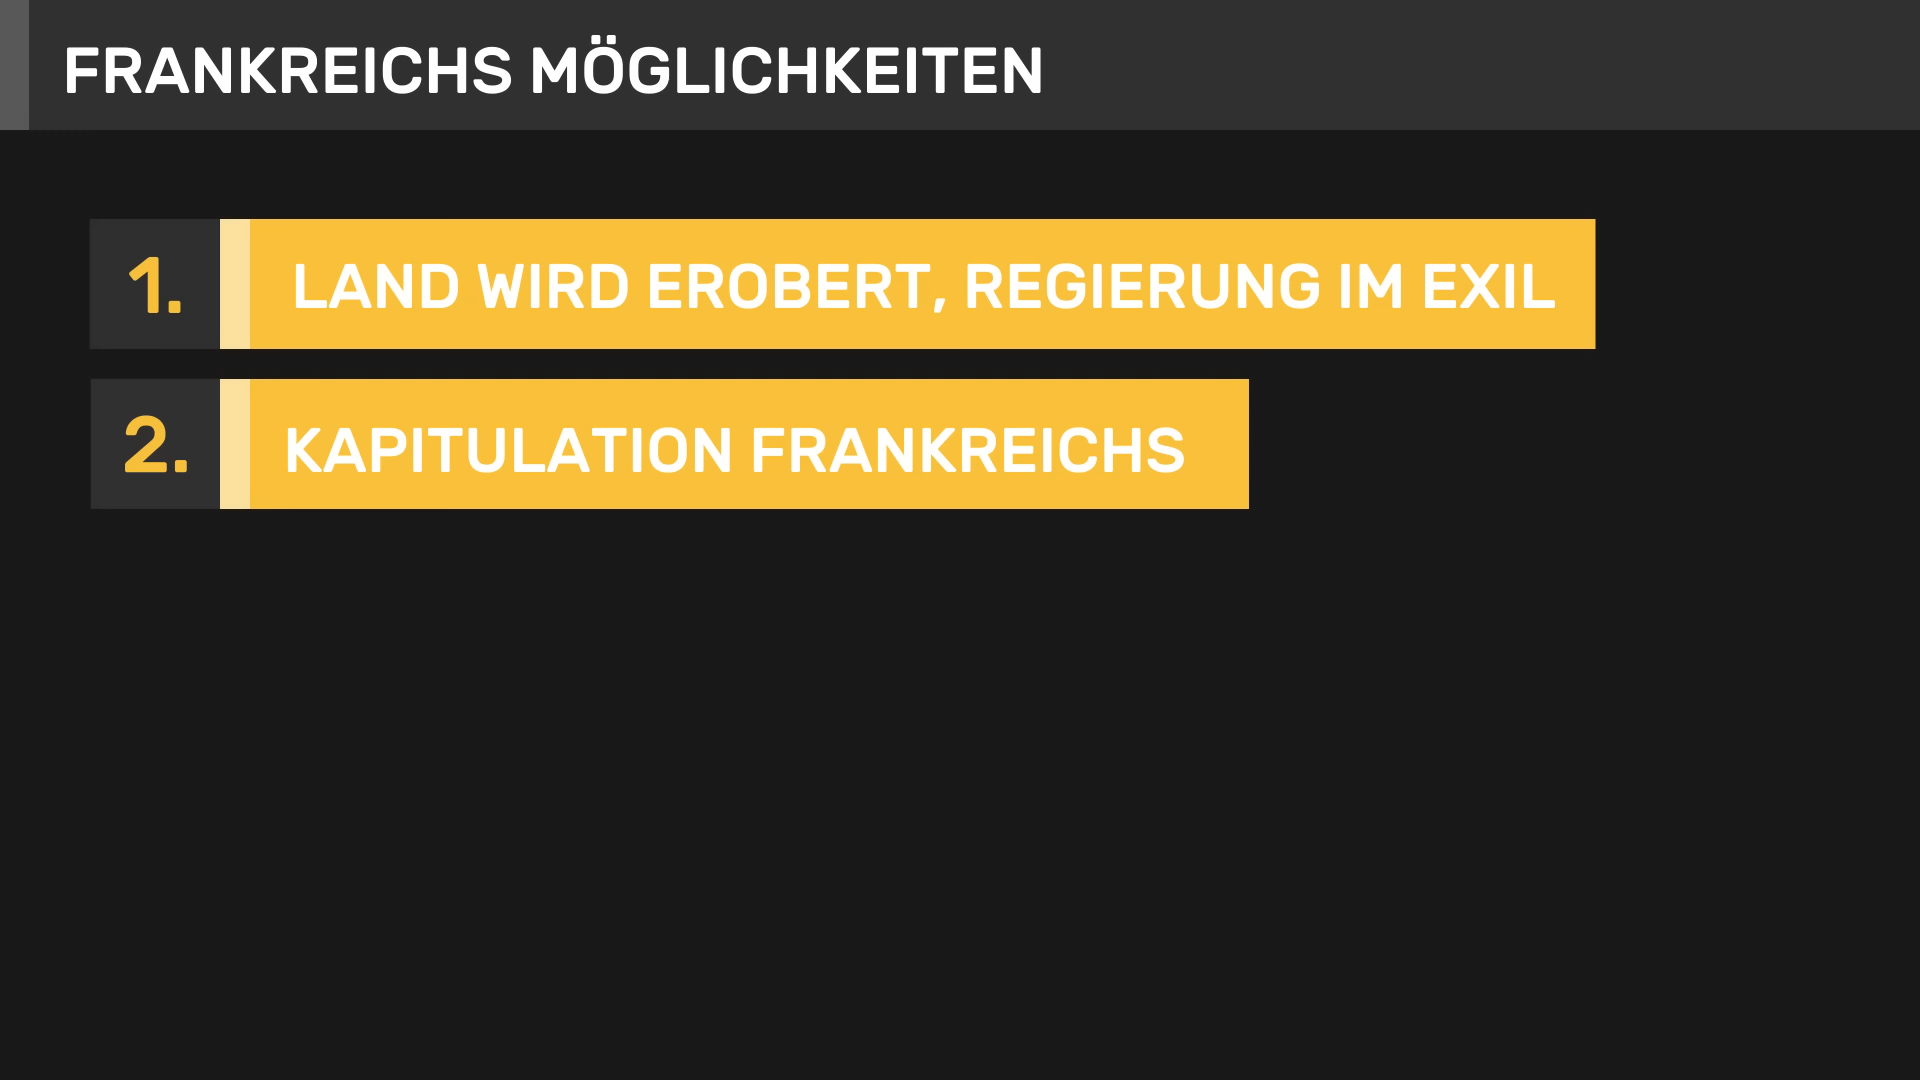 FRANKREICHS MÖGLICHKEITEN
1. LAND WIRD EROBERT, REGIERUNG IM EXIL
2. KAPITULATION FRANKREICHS